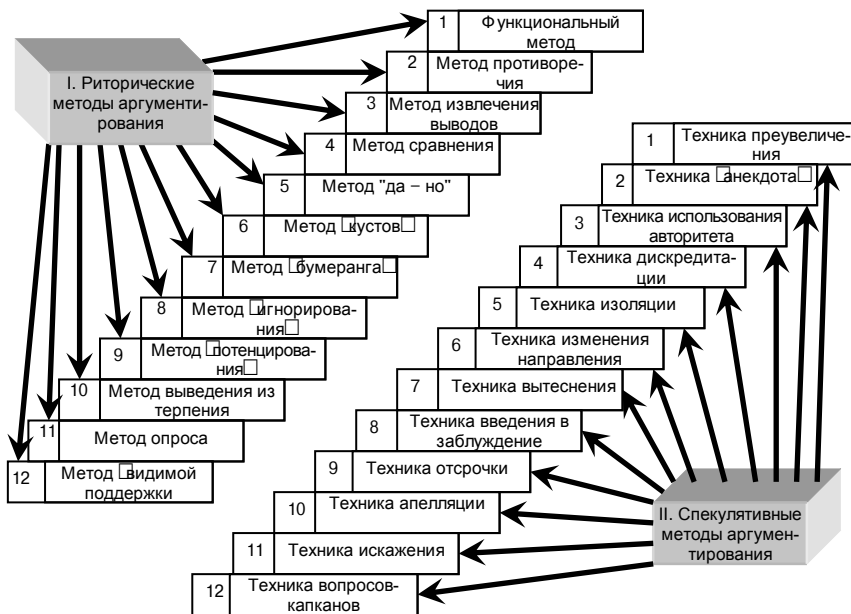 I. Риторические
методы аргументи-
рования
1 Функциональный
метод
2 Метод противоре-
чия
3 Метод извлечения
выводов
4 Метод сравнения
5 Метод "да – но"
6 Метод □кустов□
7 Метод □бумеранга□
8 Метод □игнорирова-
ния□
9 Метод □потенцирова-
ния□
10 Метод выведения из
терпения
11 Метод опроса
12 Метод □видимой
поддержки
1 Техника преувеличе-
ния
2 Техника □анекдота□
3 Техника использования
авторитета
4 Техника дискредита-
ции
5 Техника изоляции
6 Техника изменения
направления
7 Техника вытеснения
8 Техника введения в
заблуждение
9 Техника отсрочки
10 Техника апелляции
11 Техника искажения
12 Техника вопросов-
капканов
II. Спекулятивные
методы аргумен-
тирования